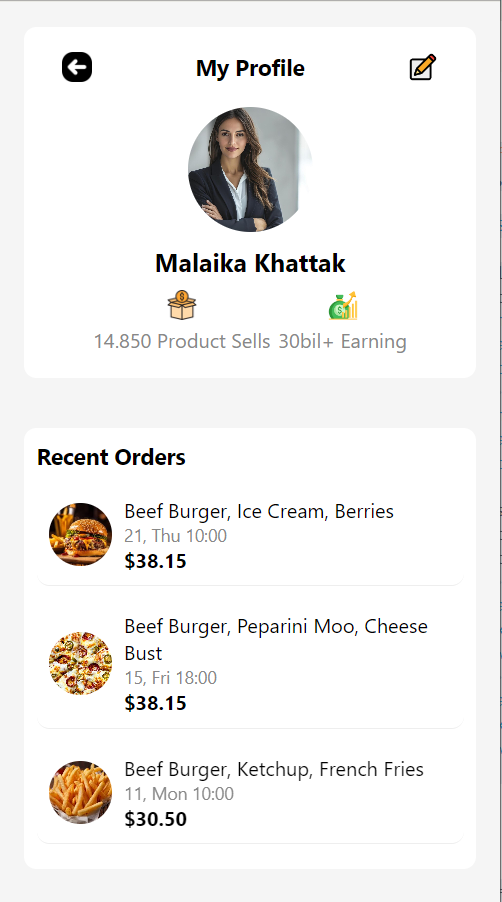 My Profile
Malaika Khattak
14.850 Product Sells 30bil+ Earning
Recent Orders
Beef Burger, Ice Cream, Berries
21, Thu 10:00
$38.15
Beef Burger, Peparini Moo, Cheese
Bust
15, Fri 18:00
$38.15
Beef Burger, Ketchup, French Fries
11, Mon 10:00
$30.50